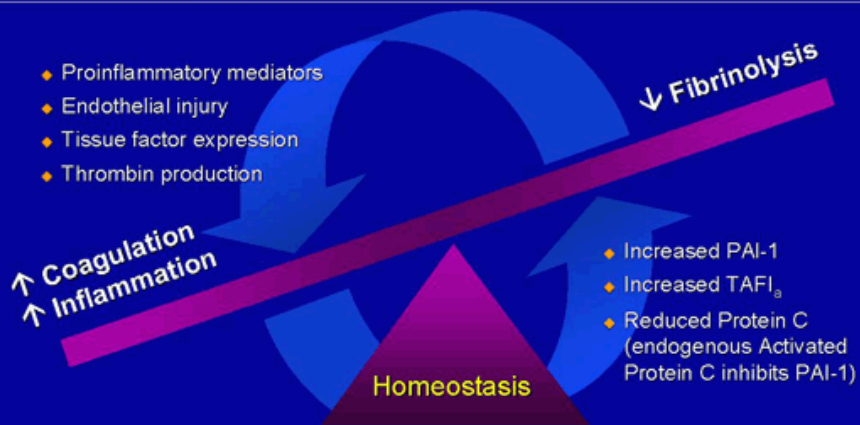 ◆ Proinflammatory mediators
◆ Endothelial injury
◆ Tissue factor expression
◆ Thrombin production
↓ Fibrinolysis
↑ Coagulation
↑ Inflammation
◆ Increased PAI-1
◆ Increased TAFIₐ
◆ Reduced Protein C
(endogenous Activated
Protein C inhibits PAI-1)
Homeostasis